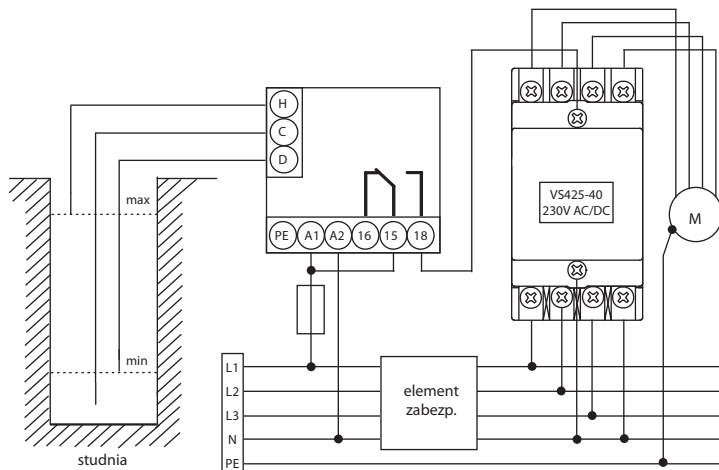 H
C
D
max
min
studnia
PE
A1
A2
16
15
18
VS425-40
230V AC/DC
M
L1
L2
L3
N
PE
element
zabezp.